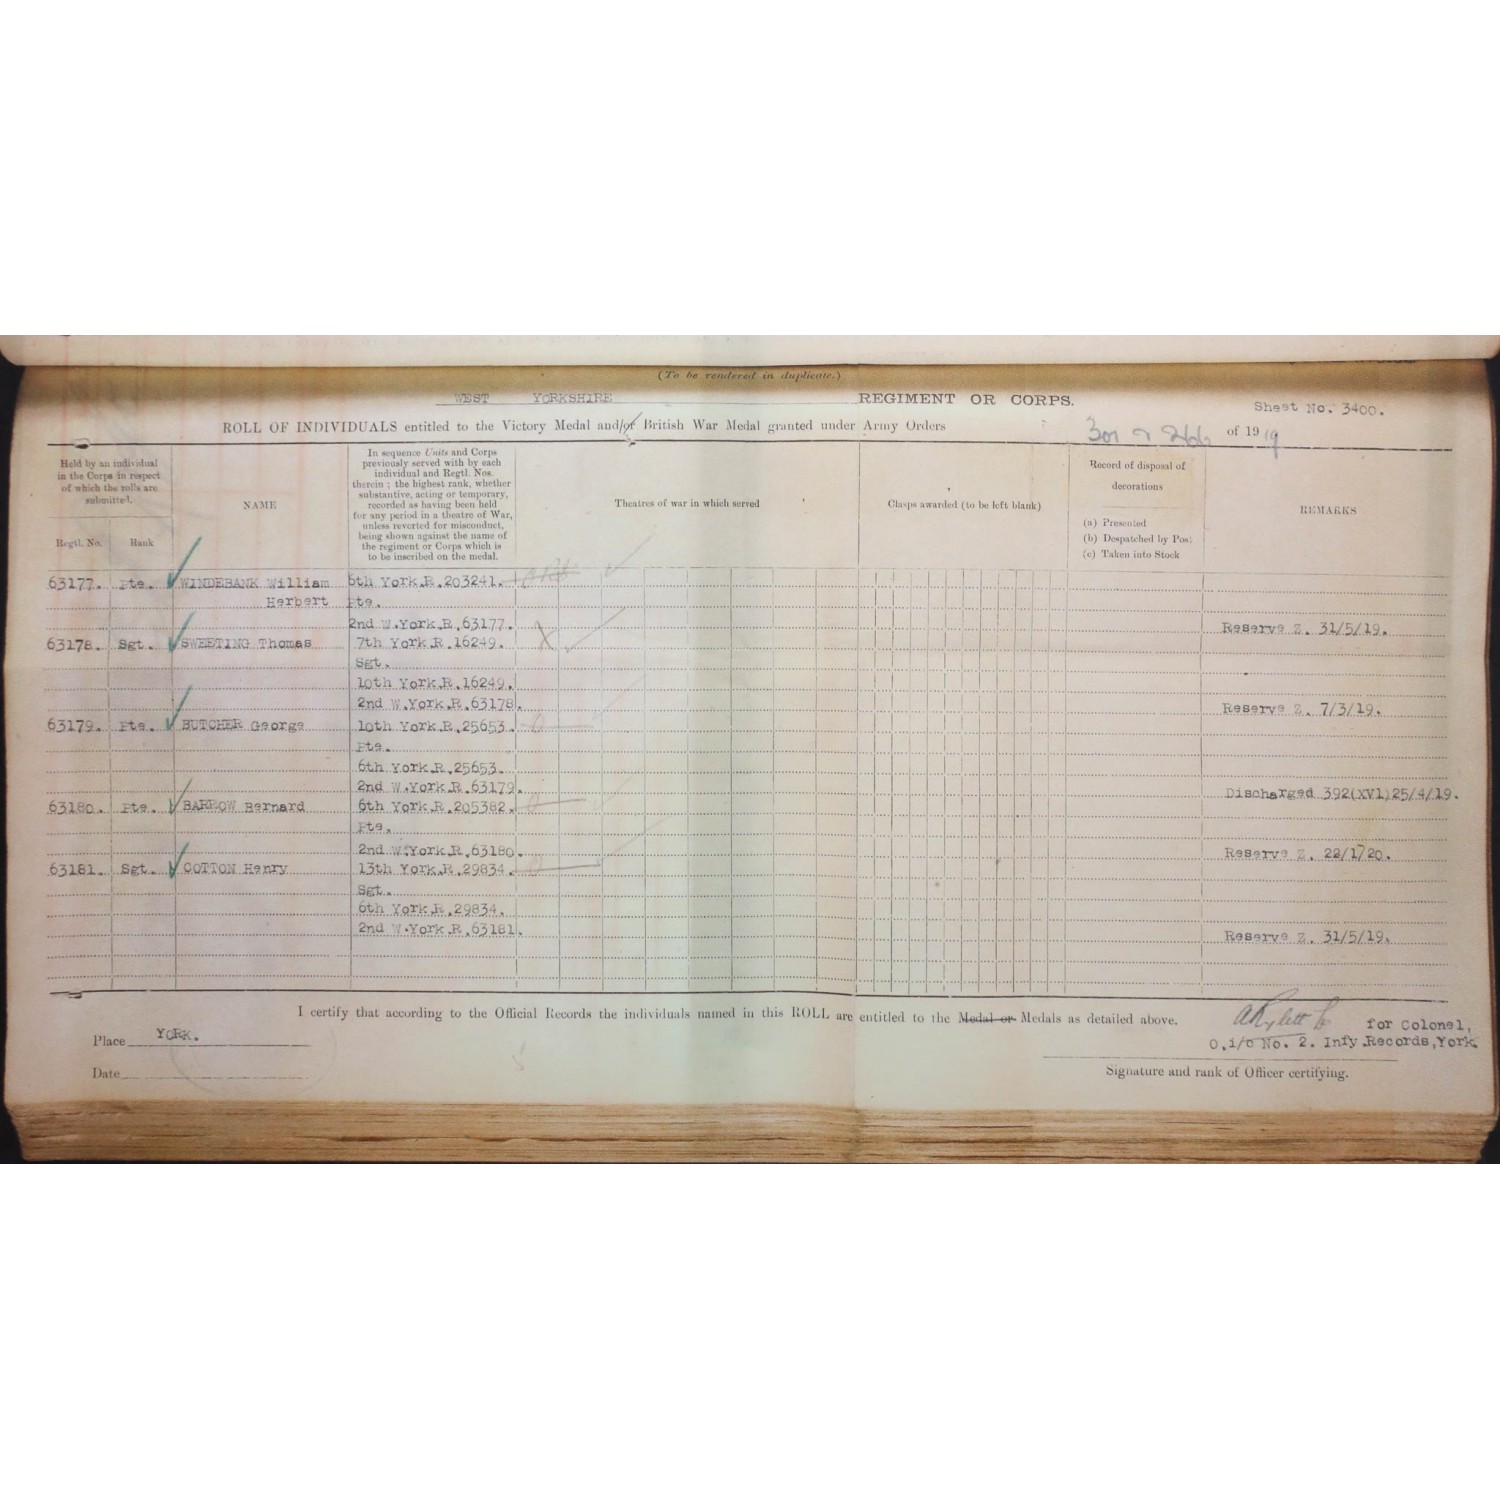 (To be rendered in duplicate.)
WEST YORKSHIRE REGIMENT OR CORPS.
Sheet No. 3400.
ROLL OF INDIVIDUALS entitled to the Victory Medal and/or British War Medal granted under Army Orders 301 & 266 of 1919
Held by an individual
in the Corps in respect
of which the rolls are
submitted.
Regtl. No. Rank
NAME
In sequence Units and Corps
previously served with by each
individual and Regtl. Nos.
therein ; the highest rank, whether
substantive, acting or temporary,
recorded as having been held
for any period in a theatre of War,
unless reverted for misconduct,
being shown against the name of
the regiment or Corps which is
to be inscribed on the medal.
Theatres of war in which served
Clasps awarded (to be left blank)
Record of disposal of
decorations
(a) Presented
(b) Despatched by Post
(c) Taken into Stock
REMARKS
63177. Pte. WINDEBANK William 6th York.R.203241.
Herbert Pte.
2nd W.York.R.63177. Reserve Z. 31/5/19.
63178. Sgt. SWEETING Thomas 7th York.R.16249. X
Sgt.
10th York.R.16249.
2nd W.York.R.63178. Reserve Z. 7/3/19.
63179. Pte. BUTCHER George 10th York.R.25653. 0
Pte.
6th York.R.25653.
2nd W.York.R.63179. Discharged 392(XVI)25/4/19.
63180. Pte. BARROW Bernard 6th York.R.205382. 0
Pte.
2nd W.York.R.63180. Reserve Z. 22/1/20.
63181. Sgt. COTTON Henry 13th York.R.29834. 0
Sgt.
6th York.R.29834.
2nd W.York.R.63181. Reserve Z. 31/5/19.
I certify that according to the Official Records the individuals named in this ROLL are entitled to the Medal or Medals as detailed above.
Place YORK.
for Colonel,
O.i/c No. 2. Infy.Records,York.
Date
Signature and rank of Officer certifying.